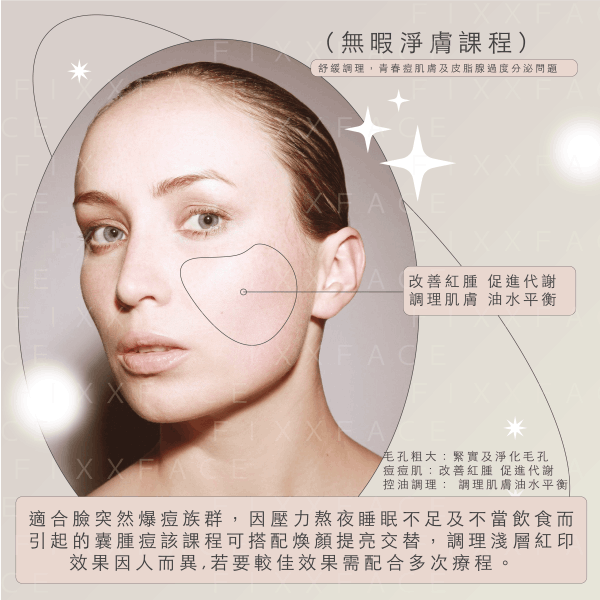 （無暇淨膚課程）
舒緩調理，青春痘肌膚及皮脂腺過度分泌問題
改善紅腫 促進代謝
調理肌膚 油水平衡
毛孔粗大：緊實及淨化毛孔
痘痘肌：改善紅腫 促進代謝
控油調理： 調理肌膚油水平衡
適合臉突然爆痘族群，因壓力熬夜睡眠不足及不當飲食而
引起的囊腫痘該課程可搭配煥顏提亮交替，調理淺層紅印
效果因人而異,若要較佳效果需配合多次療程。
FIXXFACE